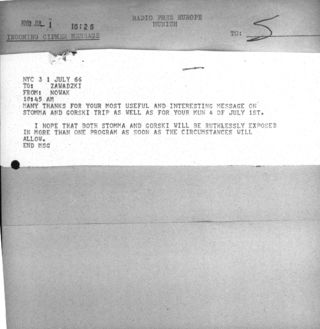 JUL 1 16:26
RADIO FREE EUROPE
MUNICH
INCOMING CIPHER MESSAGE
TO: 5
NYC 3 1 JULY 66
TO: ZAWADZKI
FROM: NOWAK
10:45 AM
MANY THANKS FOR YOUR MOST USEFUL AND INTERESTING MESSAGE ON
STOMMA AND GORSKI TRIP AS WELL AS FOR YOUR MUN 4 OF JULY 1ST.
I HOPE THAT BOTH STOMMA AND GORSKI WILL BE RUTHLESSLY EXPOSED
IN MORE THAN ONE PROGRAM AS SOON AS THE CIRCUMSTANCES WILL
ALLOW.
END MSG